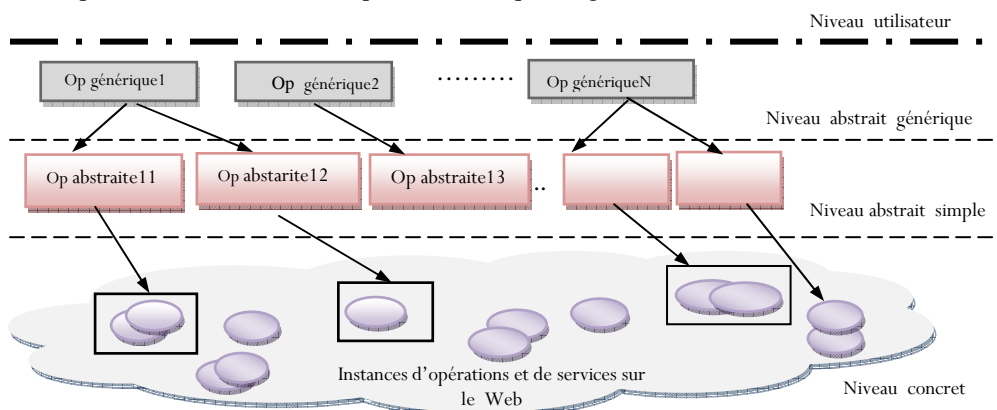 Niveau utilisateur
Op générique1
Op générique2
.........
Op génériqueN
Niveau abstrait générique
Op abstraite11
Op abstarite12
Op abstraite13
..
Niveau abstrait simple
Instances d'opérations et de services sur
le Web
Niveau concret